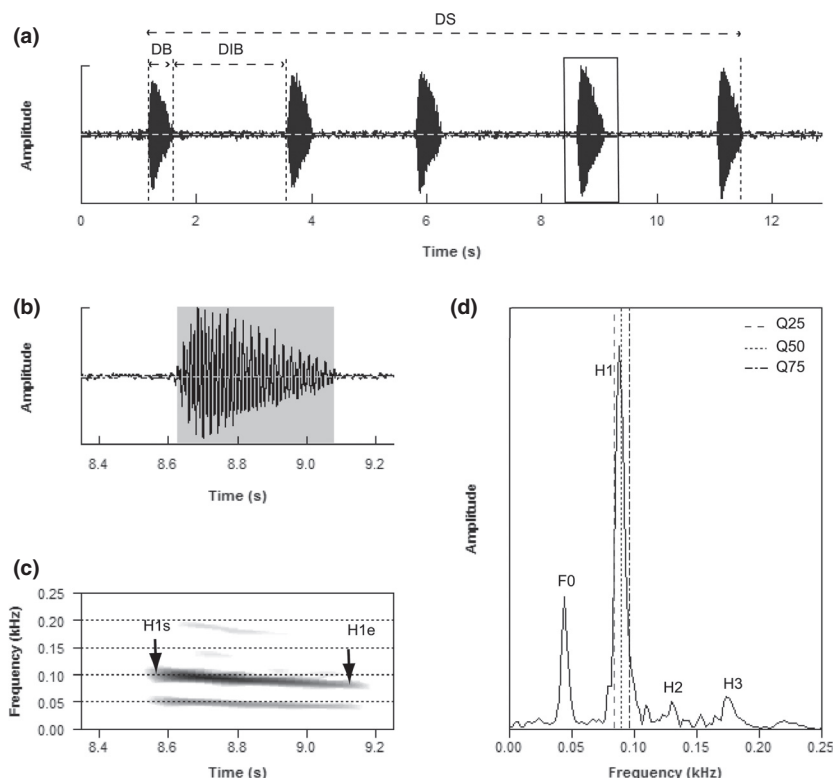 (a)
DS
DB
DIB
Amplitude
0 2 4 6 8 10 12
Time (s)
(b)
Amplitude
8.4 8.6 8.8 9.0 9.2
Time (s)
(c)
Frequency (kHz)
0.25
0.20
0.15
0.10
0.05
0.00
H1s
H1e
8.4 8.6 8.8 9.0 9.2
Time (s)
(d)
Q25
Q50
Q75
Amplitude
H1
F0
H2
H3
0.00 0.05 0.10 0.15 0.20 0.25
Frequency (kHz)